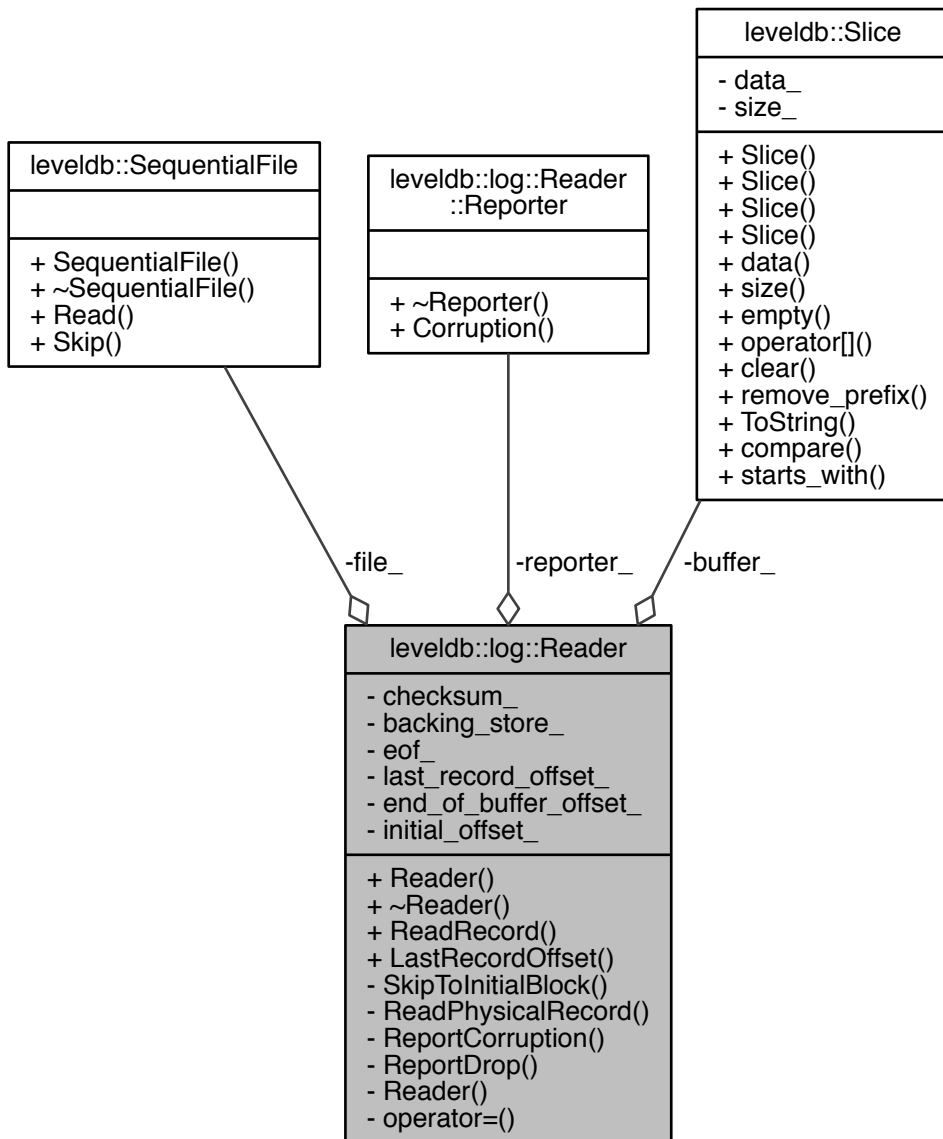 leveldb::Slice
- data_
- size_
+ Slice()
+ Slice()
+ Slice()
+ Slice()
+ data()
+ size()
+ empty()
+ operator[]()
+ clear()
+ remove_prefix()
+ ToString()
+ compare()
+ starts_with()
leveldb::SequentialFile
+ SequentialFile()
+ ~SequentialFile()
+ Read()
+ Skip()
leveldb::log::Reader
::Reporter
+ ~Reporter()
+ Corruption()
-file_
-reporter_
-buffer_
leveldb::log::Reader
- checksum_
- backing_store_
- eof_
- last_record_offset_
- end_of_buffer_offset_
- initial_offset_
+ Reader()
+ ~Reader()
+ ReadRecord()
+ LastRecordOffset()
- SkipToInitialBlock()
- ReadPhysicalRecord()
- ReportCorruption()
- ReportDrop()
- Reader()
- operator=()